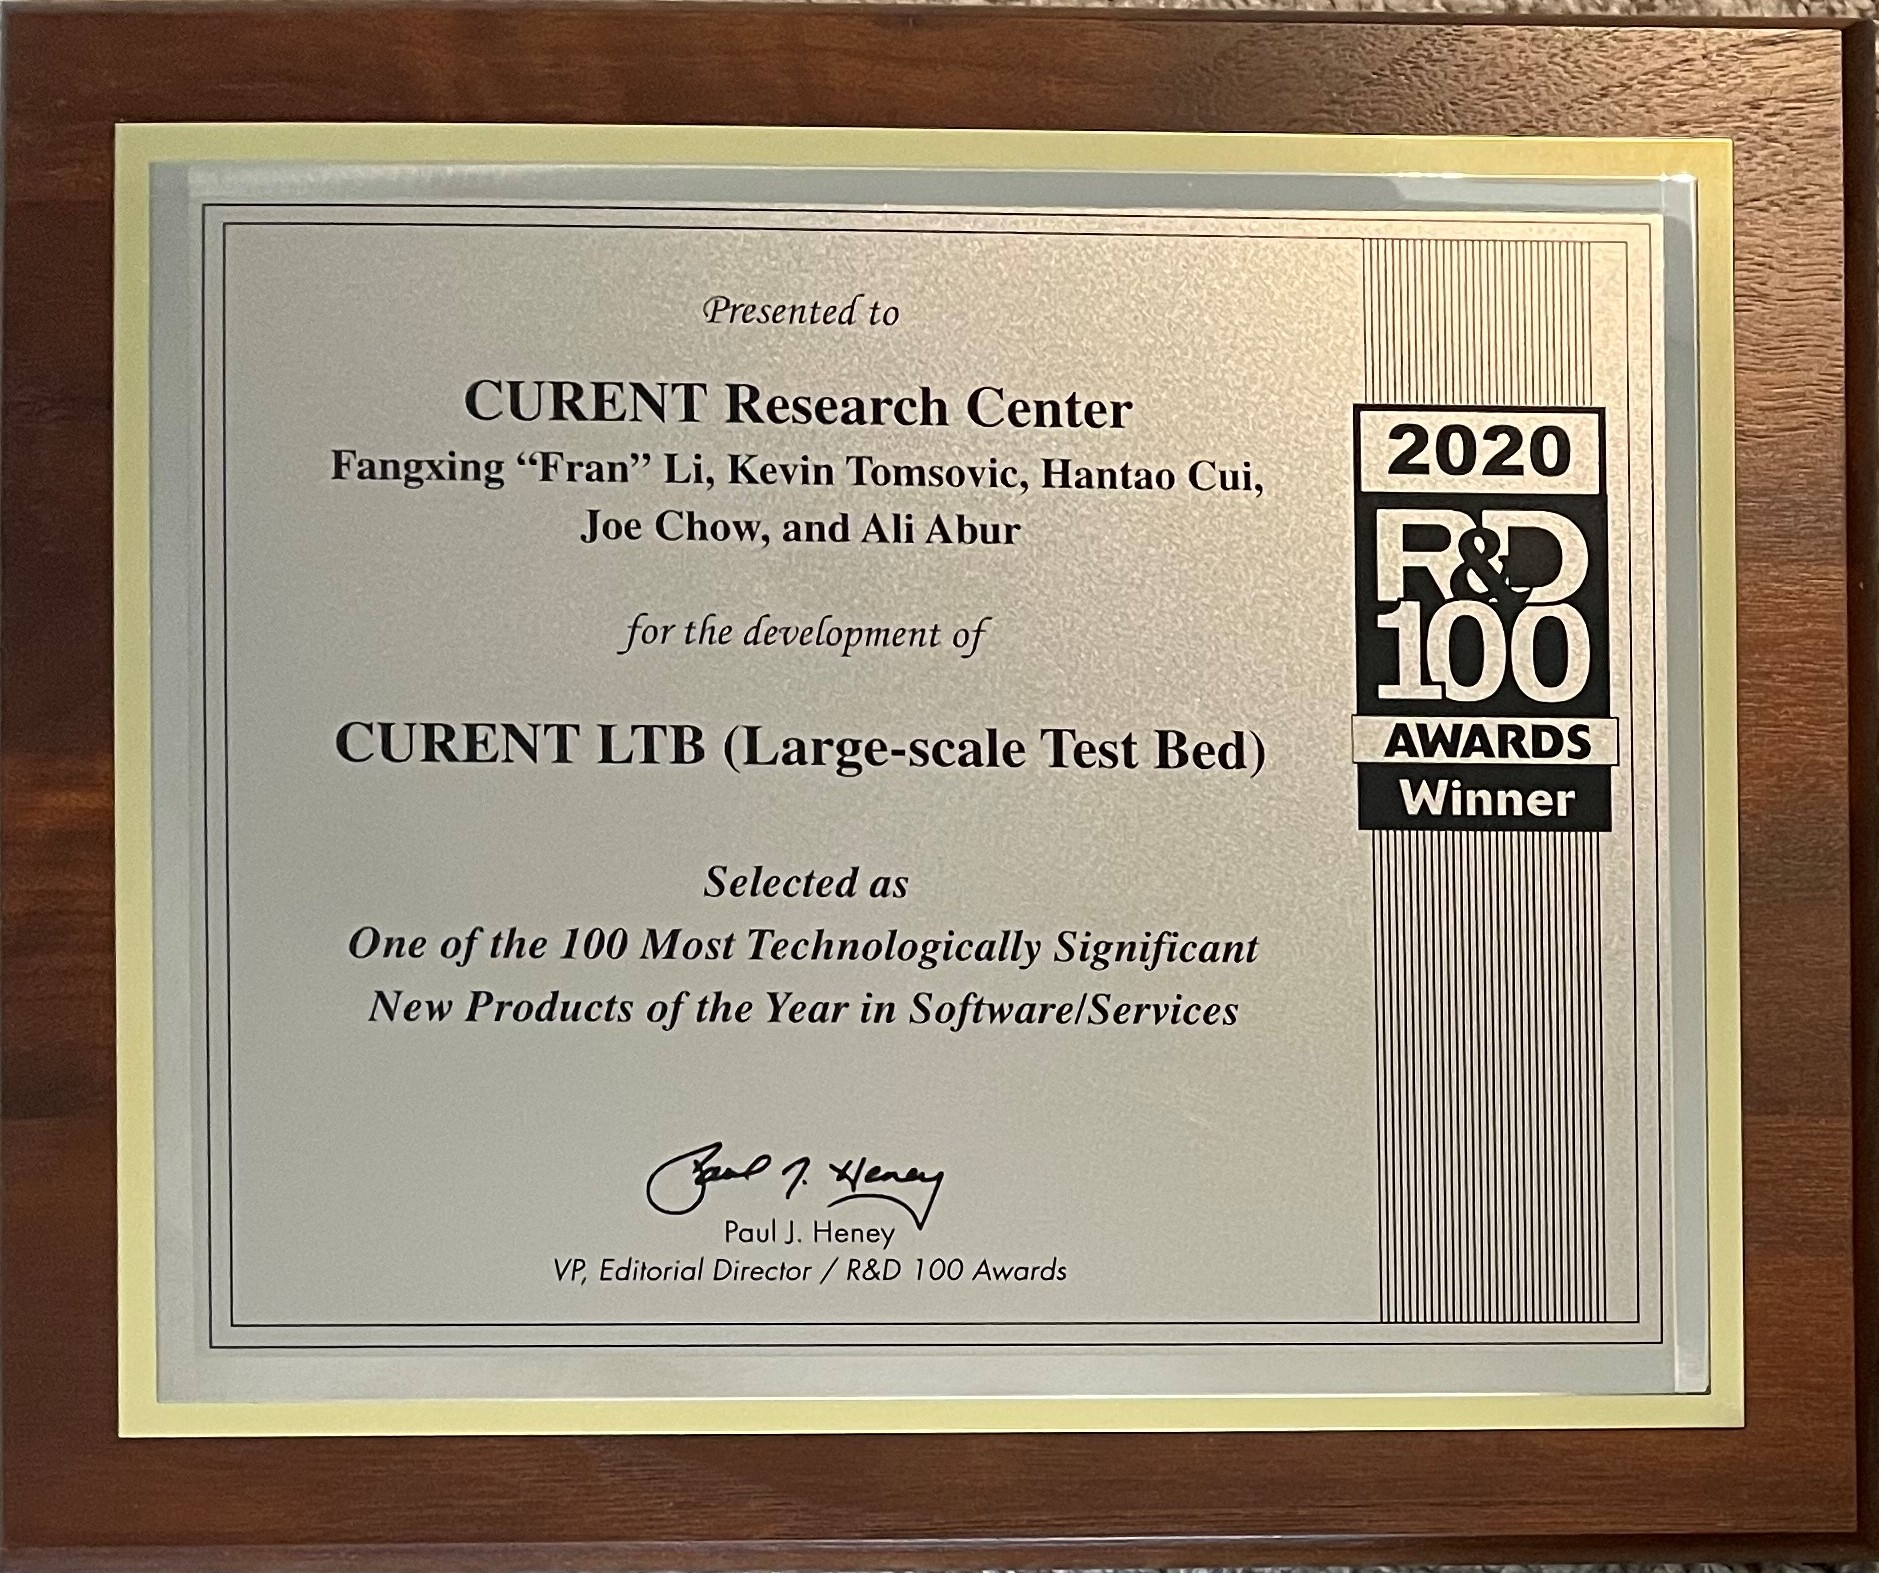 Presented to
CURENT Research Center
Fangxing “Fran” Li, Kevin Tomsovic, Hantao Cui,
Joe Chow, and Ali Abur
for the development of
CURENT LTB (Large-scale Test Bed)
Selected as
One of the 100 Most Technologically Significant
New Products of the Year in Software/Services
Paul J. Heney
Paul J. Heney
VP, Editorial Director / R&D 100 Awards
2020
R&D
100
AWARDS
Winner